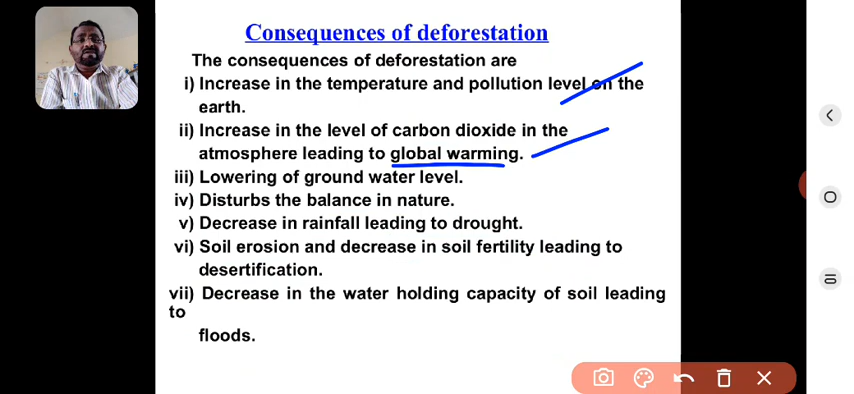 Consequences of deforestation
The consequences of deforestation are
i) Increase in the temperature and pollution level on the
earth.
ii) Increase in the level of carbon dioxide in the
atmosphere leading to global warming.
iii) Lowering of ground water level.
iv) Disturbs the balance in nature.
v) Decrease in rainfall leading to drought.
vi) Soil erosion and decrease in soil fertility leading to
desertification.
vii) Decrease in the water holding capacity of soil leading
to
floods.